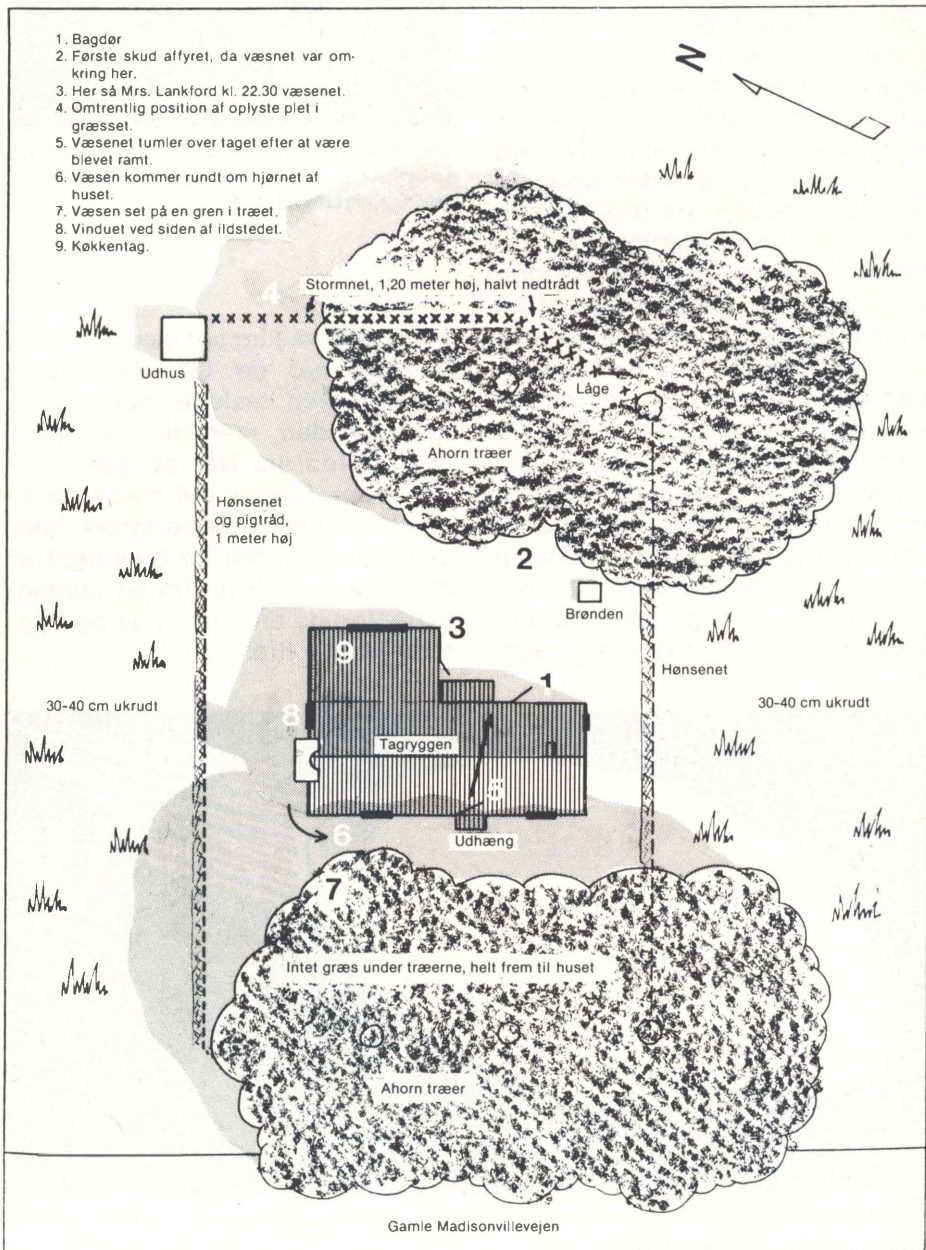 1. Bagdør
2. Første skud affyret, da væsnet var om-
kring her.
3. Her så Mrs. Lankford kl. 22.30 væsenet.
4. Omtrentlig position af oplyste plet i
græsset.
5. Væsenet tumler over taget efter at være
blevet ramt.
6. Væsen kommer rundt om hjørnet af
huset.
7. Væsen set på en gren i træet.
8. Vinduet ved siden af ildstedet.
9. Køkkentag.
N
4
Stormnet, 1,20 meter høj, halvt nedtrådt
Udhus
Låge
Ahorn træer
Hønsenet
og pigtråd,
1 meter høj
2
Brønden
3
9
1
Hønsenet
30-40 cm ukrudt
30-40 cm ukrudt
8
Tagryggen
5
6
Udhæng
7
Intet græs under træerne, helt frem til huset
Ahorn træer
Gamle Madisonvillevejen